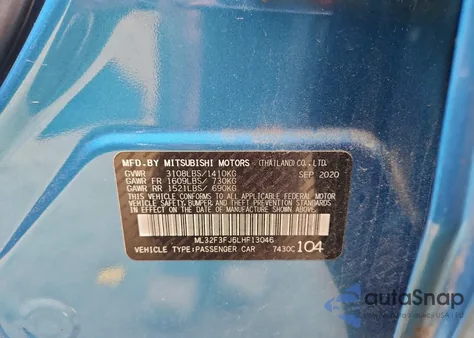 MFD.BY MITSUBISHI MOTORS (THAILAND) CO., LTD.
GVWR 3108LBS/1410KG SEP 2020
GAWR FR 1609LBS/ 730KG
GAWR RR 1521LBS/ 690KG
THIS VEHICLE CONFORMS TO ALL APPLICABLE FEDERAL MOTOR
VEHICLE SAFETY, BUMPER, AND THEFT PREVENTION STANDARDS
IN EFFECT ON THE DATE OF MANUFACTURE SHOWN ABOVE.
ML32F3FJ6LHF13046
VEHICLE TYPE:PASSENGER CAR 7430C 104
autaSnap